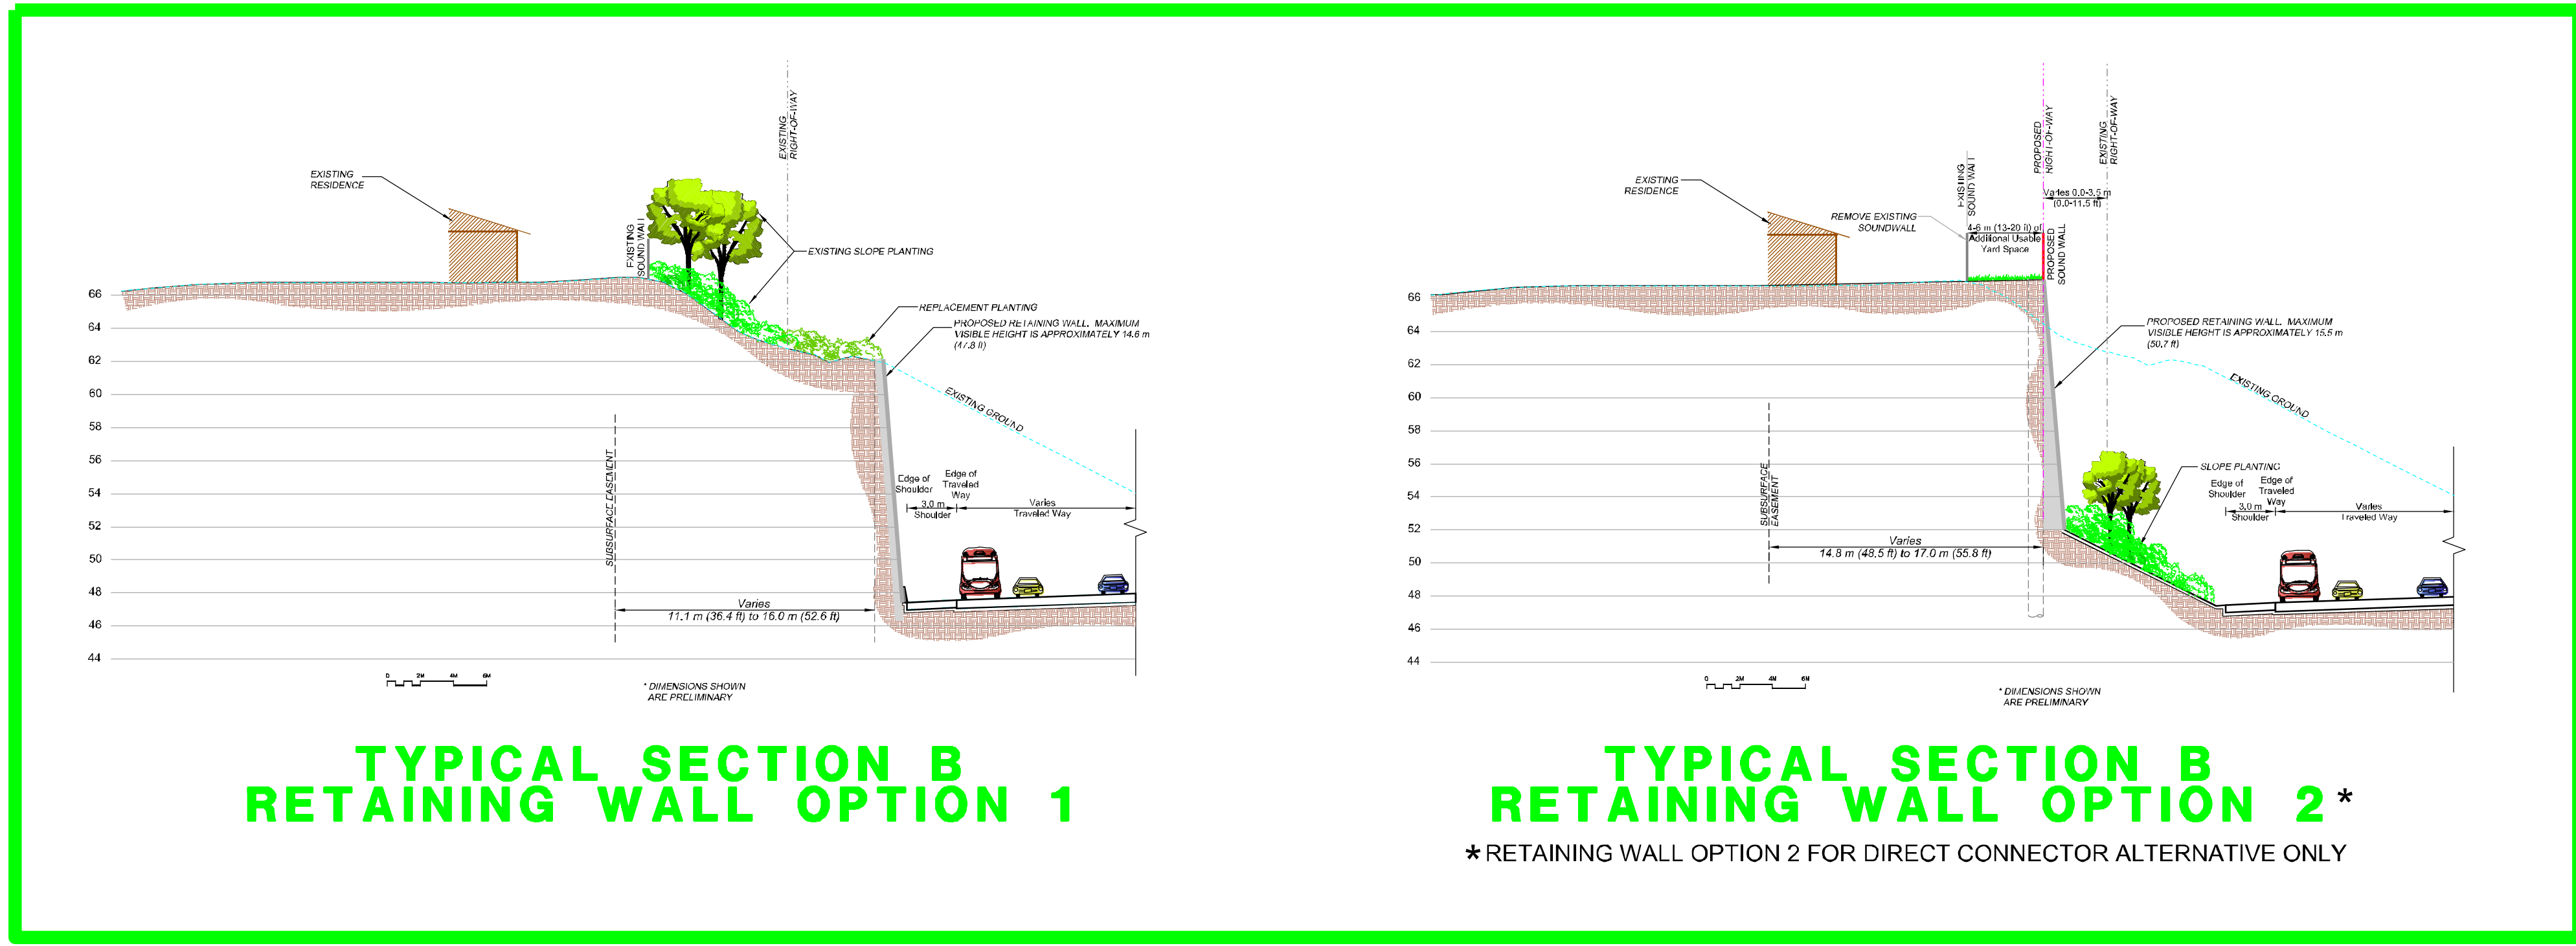 EXISTING
RIGHT-OF-WAY
EXISTING
RESIDENCE
EXISTING
SOUND WALL
EXISTING SLOPE PLANTING
REPLACEMENT PLANTING
PROPOSED RETAINING WALL. MAXIMUM
VISIBLE HEIGHT IS APPROXIMATELY 14.6 m
(47.8 ft)
EXISTING GROUND
66
64
62
60
58
56
54
52
50
48
46
44
SUBSURFACE EASEMENT
Edge of
Shoulder
Edge of
Traveled
Way
3.0 m
Shoulder
Varies
Traveled Way
Varies
11.1 m (36.4 ft) to 16.0 m (52.6 ft)
0 2M 4M 6M
* DIMENSIONS SHOWN
ARE PRELIMINARY
TYPICAL SECTION B
RETAINING WALL OPTION 1
PROPOSED
RIGHT-OF-WAY
EXISTING
RIGHT-OF-WAY
EXISTING
SOUND WALL
Varies 0.0-3.5 m
(0.0-11.5 ft)
EXISTING
RESIDENCE
REMOVE EXISTING
SOUNDWALL
4-6 m (13-20 ft) of
Additional Usable
Yard Space
PROPOSED
SOUND WALL
PROPOSED RETAINING WALL. MAXIMUM
VISIBLE HEIGHT IS APPROXIMATELY 15.5 m
(50.7 ft)
EXISTING GROUND
66
64
62
60
58
56
54
52
50
48
46
44
SUBSURFACE
EASEMENT
SLOPE PLANTING
Edge of
Shoulder
Edge of
Traveled
Way
3.0 m
Shoulder
Varies
Traveled Way
Varies
14.8 m (48.5 ft) to 17.0 m (55.8 ft)
0 2M 4M 6M
* DIMENSIONS SHOWN
ARE PRELIMINARY
TYPICAL SECTION B
RETAINING WALL OPTION 2*
* RETAINING WALL OPTION 2 FOR DIRECT CONNECTOR ALTERNATIVE ONLY